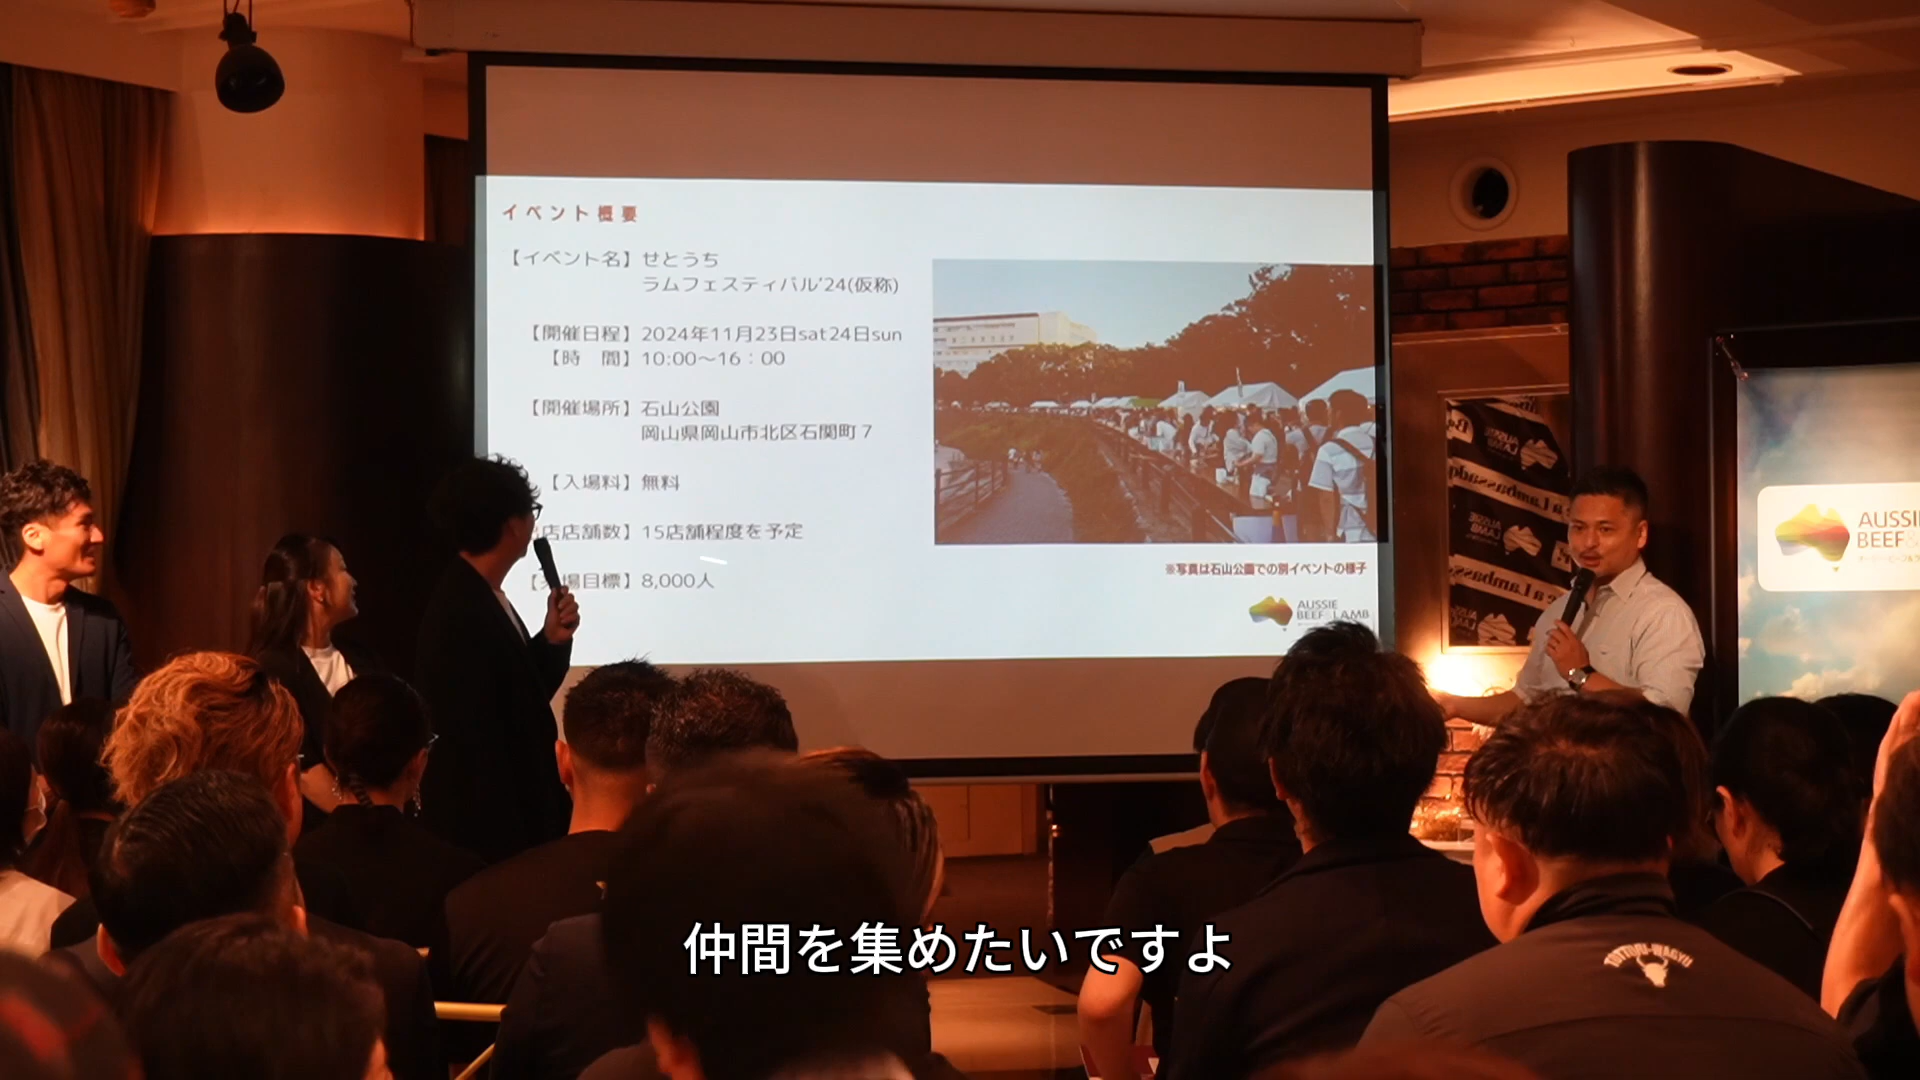 イベント概要
【イベント名】せとうち
ラムフェスティバル'24(仮称)
【開催日程】2024年11月23日sat24日sun
【時 間】10:00〜16：00
【開催場所】石山公園
岡山県岡山市北区石関町7
【入場料】無料
店店舗数】15店舗程度を予定
場目標】8,000人
※写真は石山公園での別イベントの様子
AUSSIE
BEEF & LAMB
AUSSIE
BEEF
TOTTORI-WAGYU
仲間を集めたいですよ